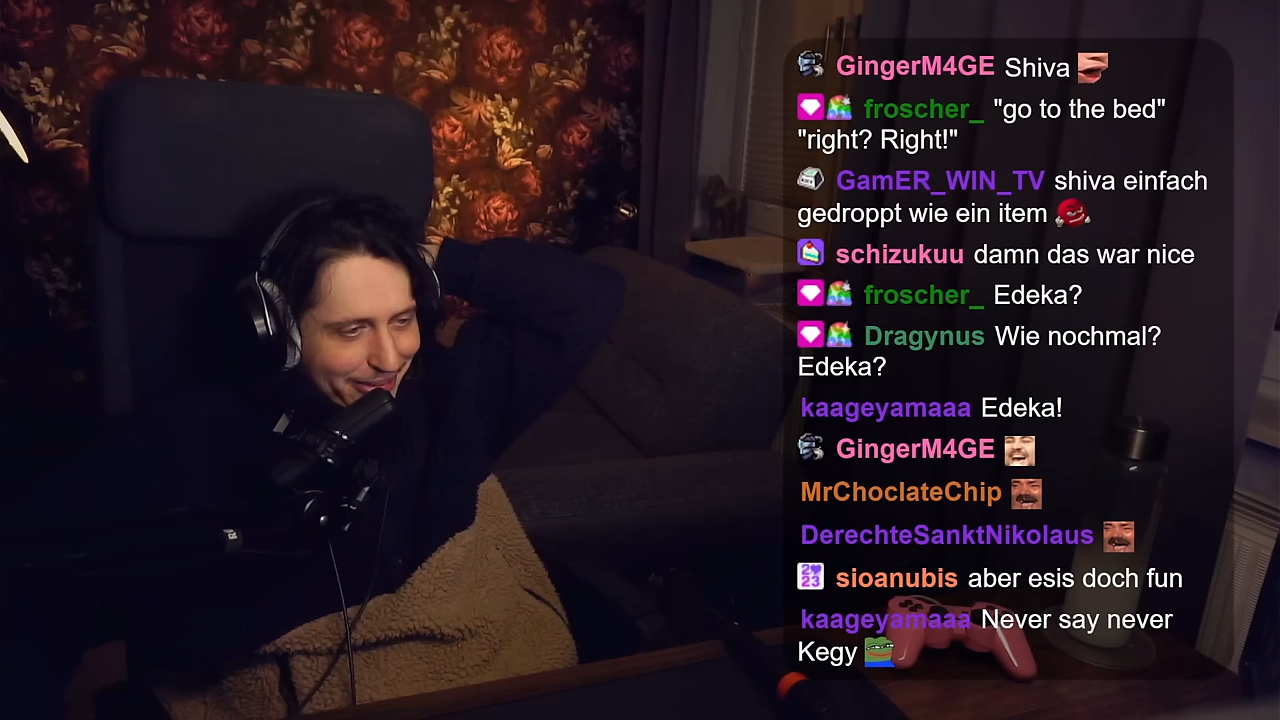 GingerM4GE Shiva
froscher_ "go to the bed"
"right? Right!"
GamER_WIN_TV shiva einfach
gedroppt wie ein item
schizukuu damn das war nice
froscher_ Edeka?
Dragynus Wie nochmal?
Edeka?
kaageyamaaa Edeka!
GingerM4GE
MrChoclateChip
DerechteSanktNikolaus
2023 sioanubis aber esis doch fun
kaageyamaaa Never say never
Kegy